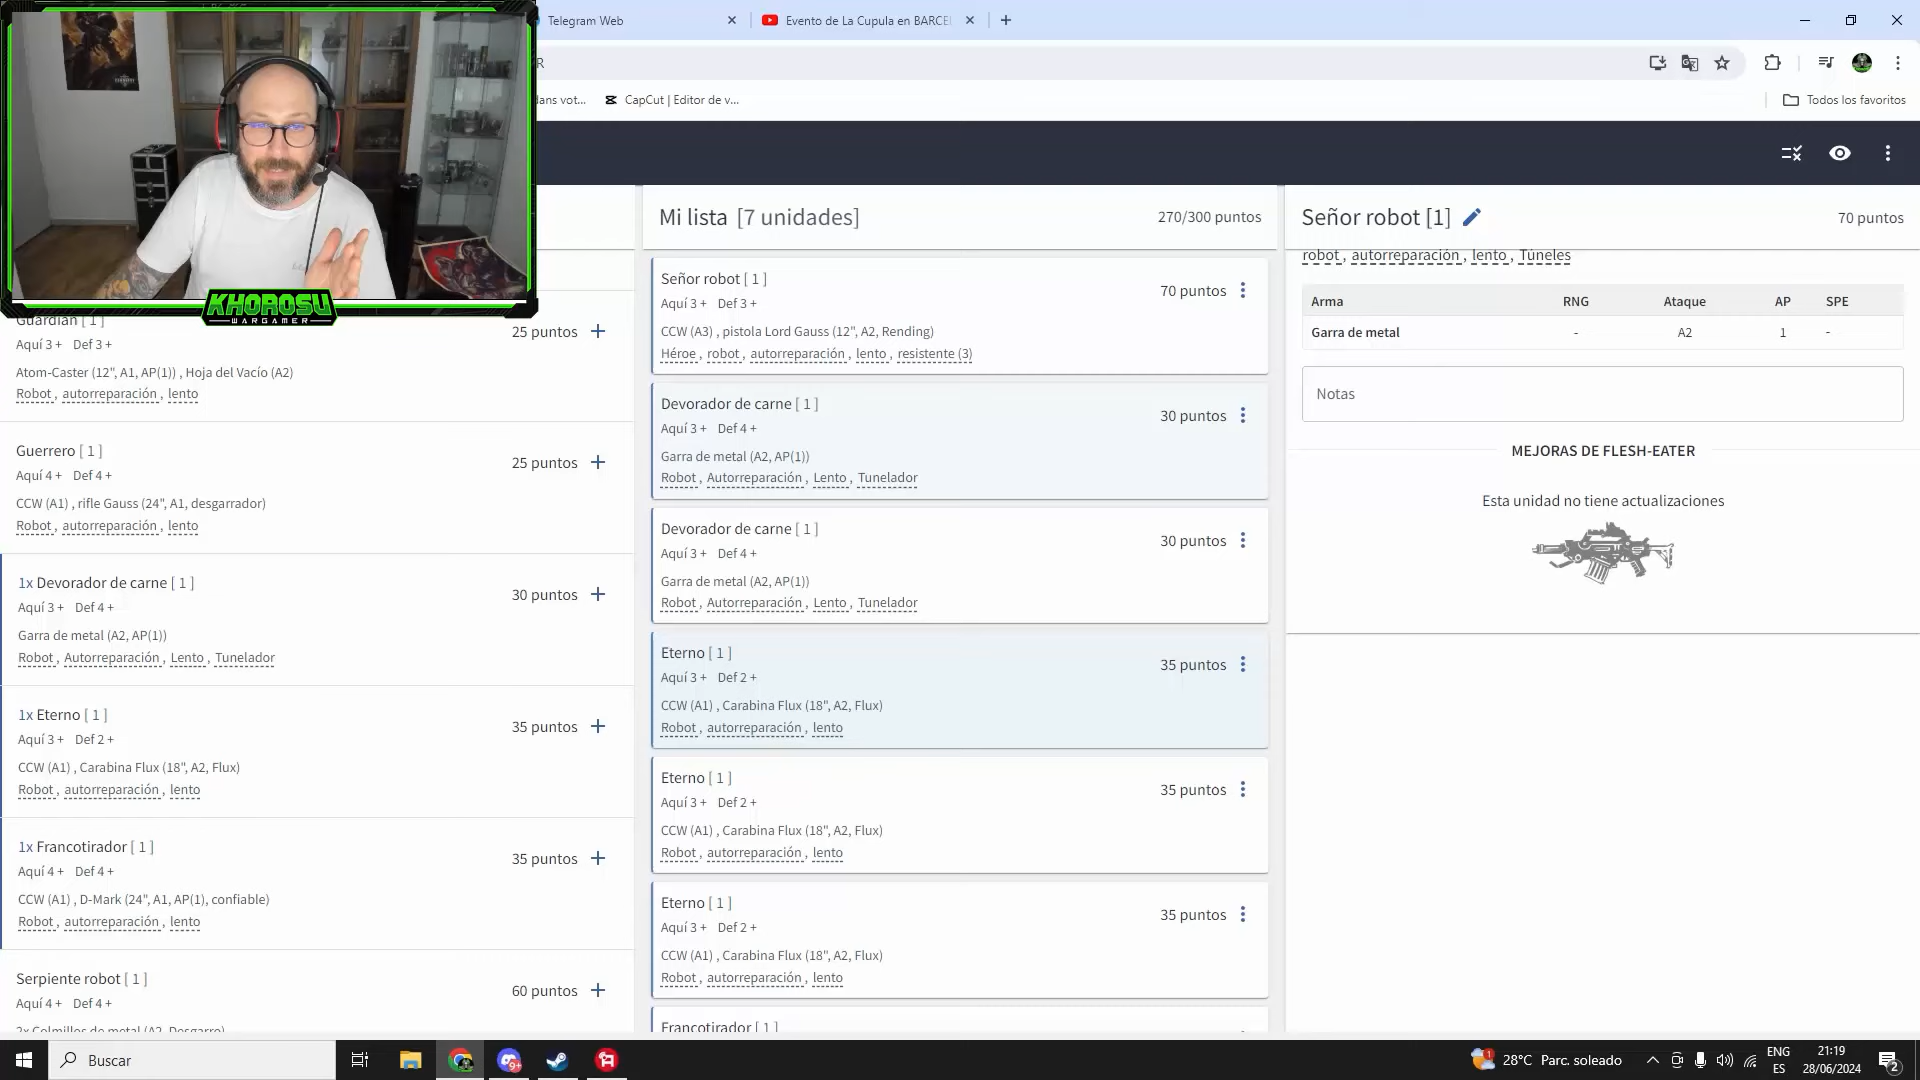 Telegram Web
Evento de La Cupula en BARCE
R
dans vot...
CapCut | Editor de v...
Todos los favoritos
KHOROSU
WARGAMER
Guardián [ 1 ]
Aquí 3 + Def 3 +
25 puntos
Atom-Caster (12", A1, AP(1)) , Hoja del Vacío (A2)
Robot , autorreparación , lento
Guerrero [ 1 ]
Aquí 4 + Def 4 +
25 puntos
CCW (A1) , rifle Gauss (24", A1, desgarrador)
Robot , autorreparación , lento
1x Devorador de carne [ 1 ]
Aquí 3 + Def 4 +
30 puntos
Garra de metal (A2, AP(1))
Robot , Autorreparación , Lento , Tunelador
1x Eterno [ 1 ]
Aquí 3 + Def 2 +
35 puntos
CCW (A1) , Carabina Flux (18", A2, Flux)
Robot , autorreparación , lento
1x Francotirador [ 1 ]
Aquí 4 + Def 4 +
35 puntos
CCW (A1) , D-Mark (24", A1, AP(1), confiable)
Robot , autorreparación , lento
Serpiente robot [ 1 ]
Aquí 4 + Def 4 +
60 puntos
2x Colmillos de metal (A2, Desgarro)
Mi lista [7 unidades]
270/300 puntos
Señor robot [ 1 ]
Aquí 3 + Def 3 +
70 puntos
CCW (A3) , pistola Lord Gauss (12", A2, Rending)
Héroe , robot , autorreparación , lento , resistente (3)
Devorador de carne [ 1 ]
Aquí 3 + Def 4 +
30 puntos
Garra de metal (A2, AP(1))
Robot , Autorreparación , Lento , Tunelador
Devorador de carne [ 1 ]
Aquí 3 + Def 4 +
30 puntos
Garra de metal (A2, AP(1))
Robot , Autorreparación , Lento , Tunelador
Eterno [ 1 ]
Aquí 3 + Def 2 +
35 puntos
CCW (A1) , Carabina Flux (18", A2, Flux)
Robot , autorreparación , lento
Eterno [ 1 ]
Aquí 3 + Def 2 +
35 puntos
CCW (A1) , Carabina Flux (18", A2, Flux)
Robot , autorreparación , lento
Eterno [ 1 ]
Aquí 3 + Def 2 +
35 puntos
CCW (A1) , Carabina Flux (18", A2, Flux)
Robot , autorreparación , lento
Francotirador [ 1 ]
Señor robot [1]
70 puntos
robot , autorreparación , lento , Túneles
Arma RNG Ataque AP SPE
Garra de metal - A2 1 -
Notas
MEJORAS DE FLESH-EATER
Esta unidad no tiene actualizaciones
Buscar
9+
1
28°C Parc. soleado
ENG
ES
21:19
28/06/2024
2